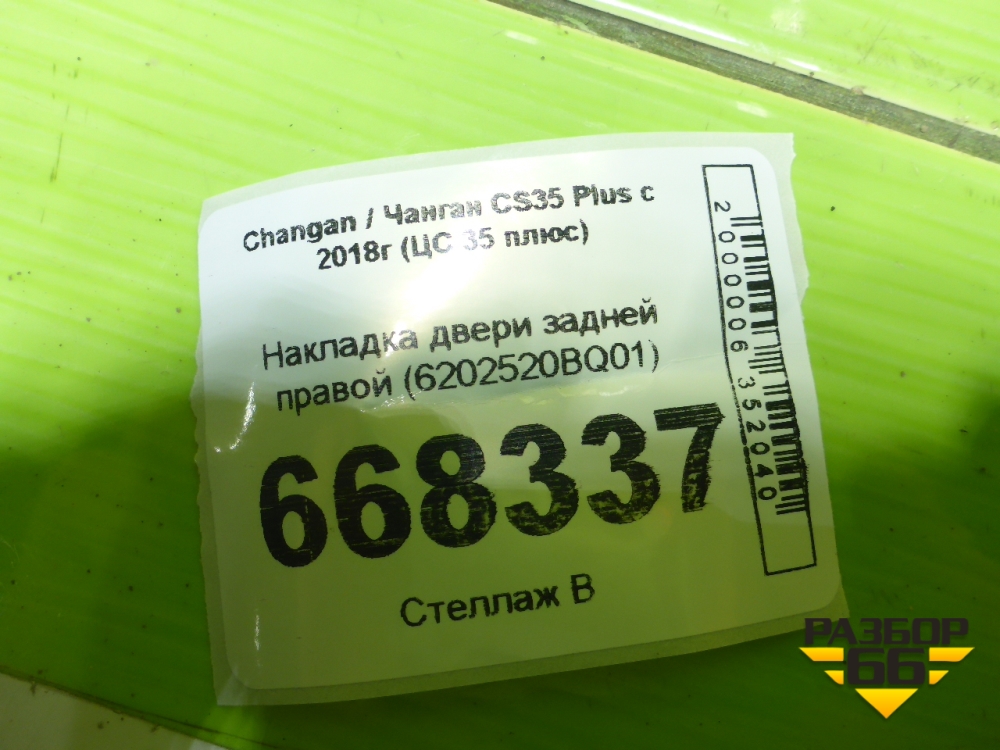 Changan / Чанган CS35 Plus с
2018г (ЦС 35 плюс)
Накладка двери задней
правой (6202520BQ01)
668337
Стеллаж В
2000006352040
РАЗБОР
66